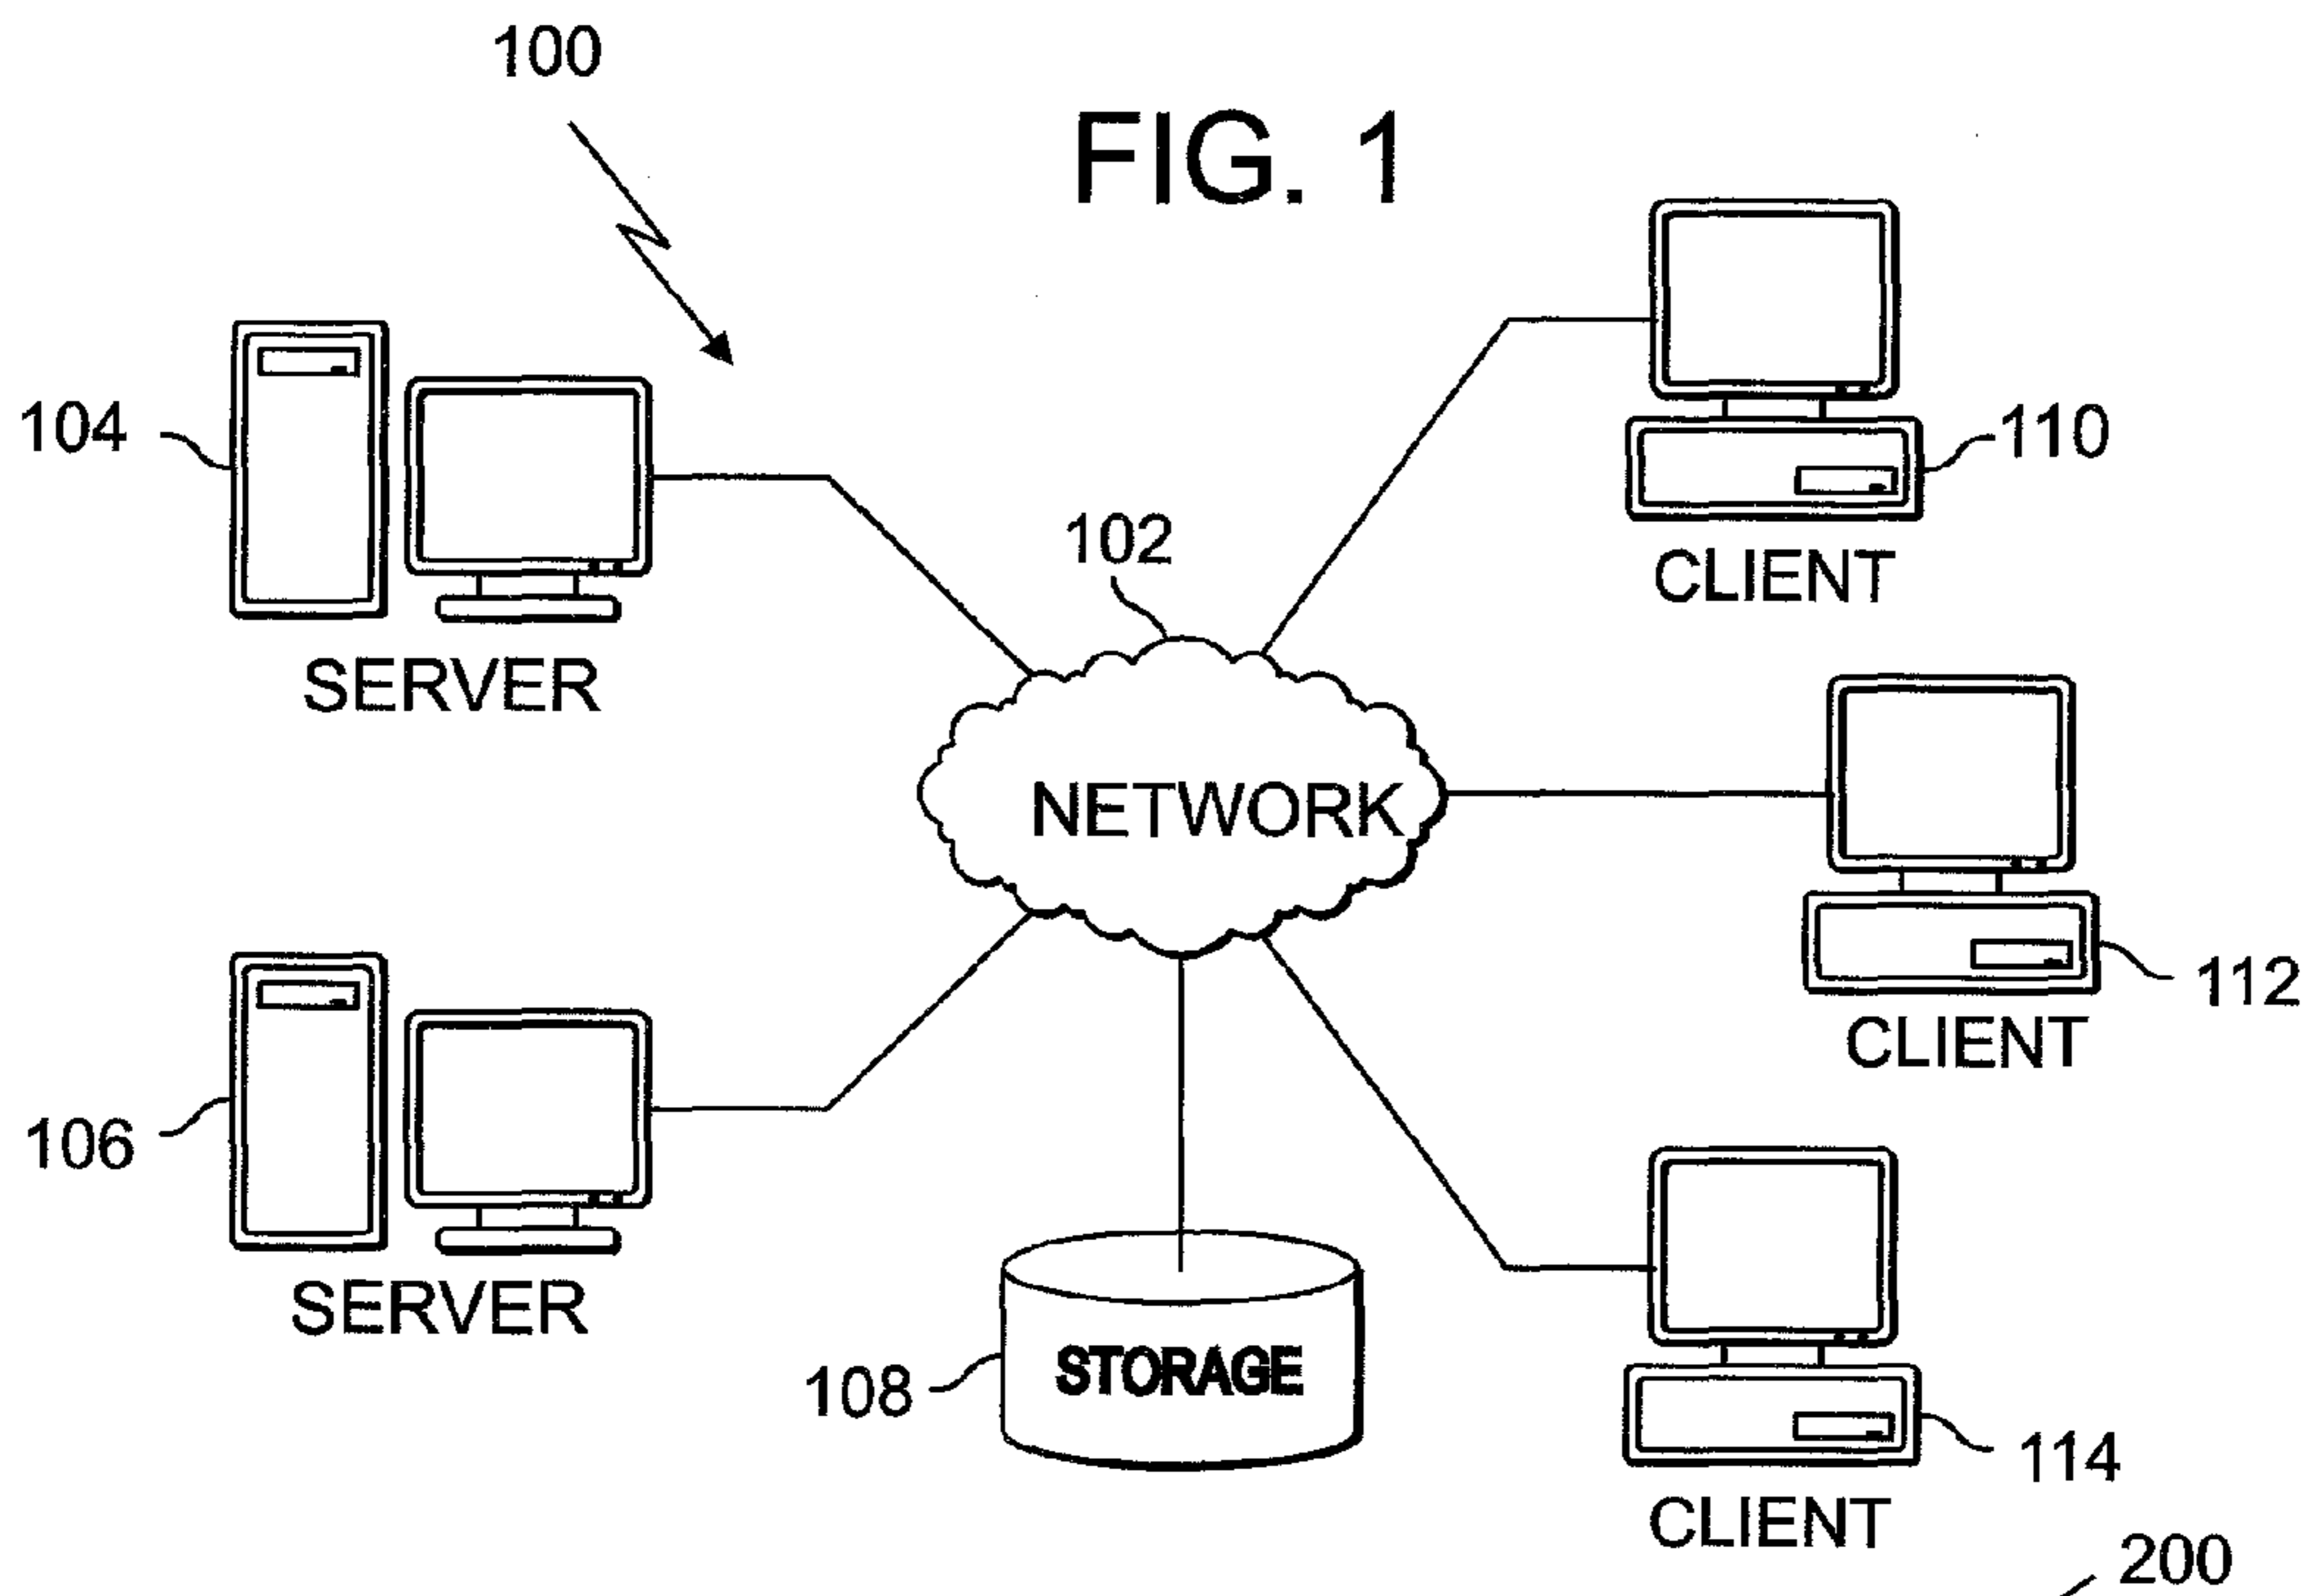 100
FIG. 1
104
SERVER
110
CLIENT
102
NETWORK
112
CLIENT
106
SERVER
108
STORAGE
114
CLIENT
200